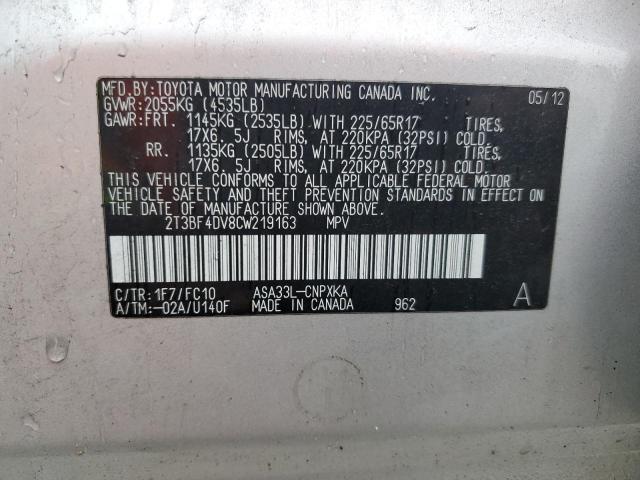 MFD.BY:TOYOTA MOTOR MANUFACTURING CANADA INC. 05/12
GVWR:2055KG (4535LB)
GAWR:FRT. 1145KG (2535LB) WITH 225/65R17 TIRES,
17X6.5J RIMS, AT 220KPA (32PSI) COLD.
RR. 1135KG (2505LB) WITH 225/65R17 TIRES,
17X6.5J RIMS, AT 220KPA (32PSI) COLD.
THIS VEHICLE CONFORMS TO ALL APPLICABLE FEDERAL MOTOR
VEHICLE SAFETY AND THEFT PREVENTION STANDARDS IN EFFECT ON
THE DATE OF MANUFACTURE SHOWN ABOVE.
2T3BF4DV8CW219163 MPV
C/TR:1F7/FC10 ASA33L-CNPXKA
A/TM:-02A/U140F MADE IN CANADA 962 A